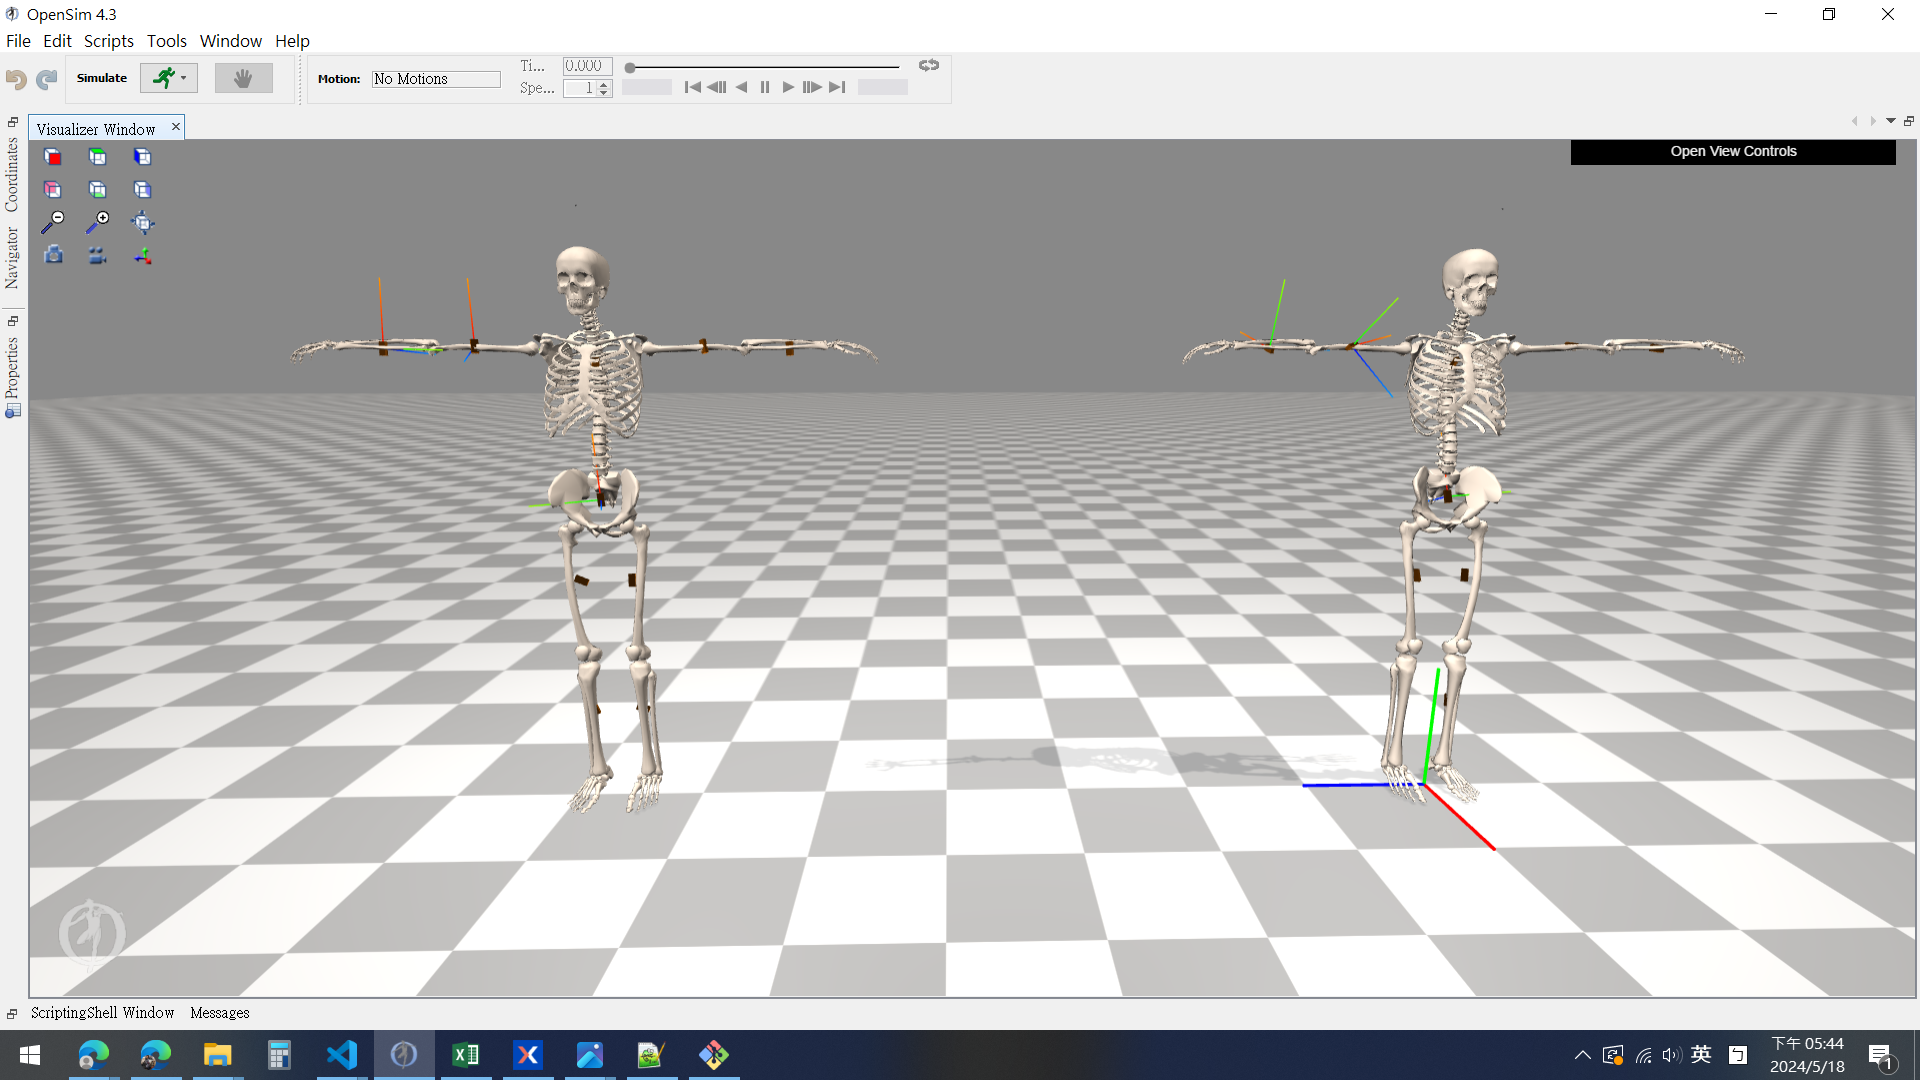 OpenSim 4.3
File Edit Scripts Tools Window Help
Simulate
Motion: No Motions
Ti... 0.000
Spe... 1
Visualizer Window
Open View Controls
Coordinates
Navigator
Properties
ScriptingShell Window Messages
英
下午 05:44
2024/5/18
1